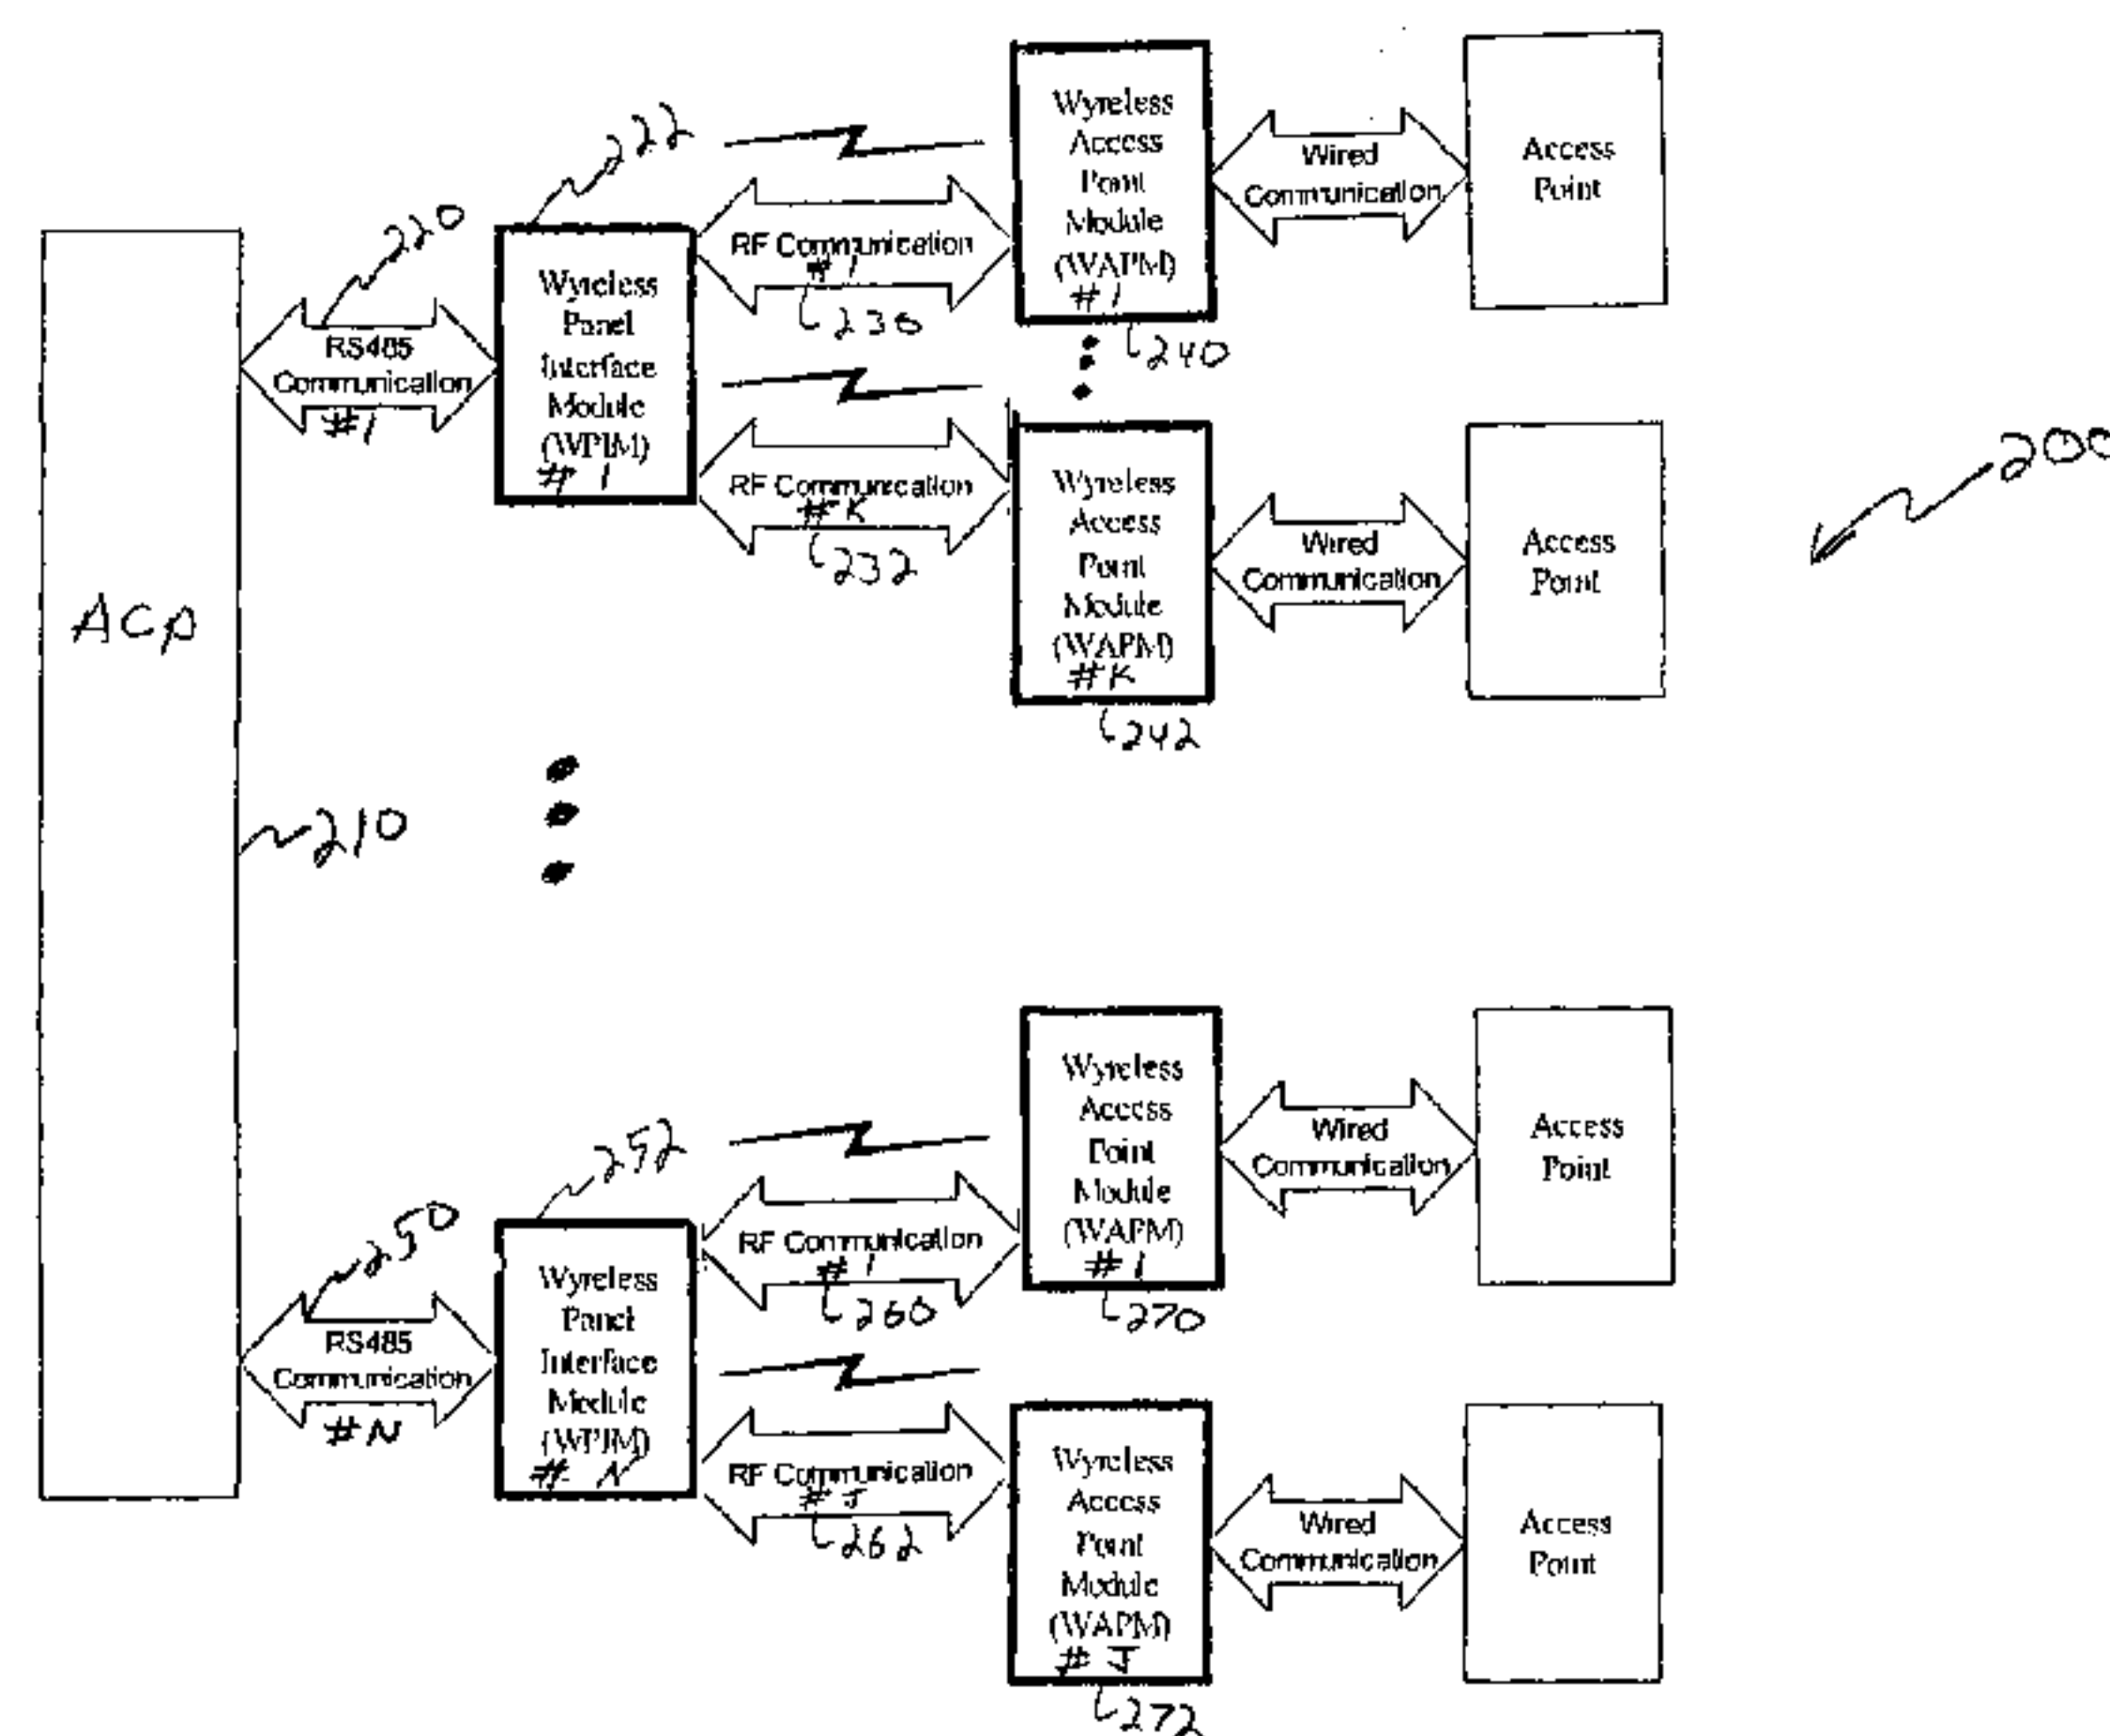 ACP
210
220
RS485
Communication
#1
222
Wyreless
Panel
Interface
Module
(WPIM)
# 1
RF Communication
# 1
230
Wyreless
Access
Point
Module
(WAPM)
# 1
240
Wired
Communication
Access
Point
RF Communication
#K
232
Wyreless
Access
Point
Module
(WAPM)
#K
242
Wired
Communication
Access
Point
200
250
RS485
Communication
#N
252
Wyreless
Panel
Interface
Module
(WPIM)
# N
RF Communication
# 1
260
Wyreless
Access
Point
Module
(WAPM)
# 1
270
Wired
Communication
Access
Point
RF Communication
# J
262
Wyreless
Access
Point
Module
(WAPM)
# J
272
Wired
Communication
Access
Point